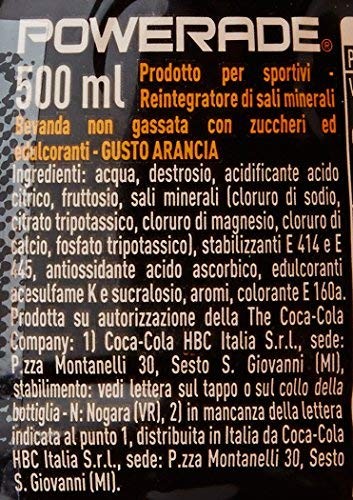 POWERADE®
500 ml
Prodotto per sportivi -
Reintegratore di sali minerali
Bevanda non gassata con zuccheri ed
edulcoranti - GUSTO ARANCIA
Ingredienti: acqua, destrosio, acidificante acido
citrico, fruttosio, sali minerali (cloruro di sodio,
citrato tripotassico, cloruro di magnesio, cloruro di
calcio, fosfato tripotassico), stabilizzanti E 414 e E
445, antiossidante acido ascorbico, edulcoranti
acesulfame K e sucralosio, aromi, colorante E 160a.
Prodotta su autorizzazione della The Coca-Cola
Company: 1) Coca-Cola HBC Italia S.r.l., sede:
P.zza Montanelli 30, Sesto S. Giovanni (MI),
stabilimento: vedi lettera sul tappo o sul collo della
bottiglia - N: Nogara (VR), 2) in mancanza della lettera
indicata al punto 1, distribuita in Italia da Coca-Cola
HBC Italia S.r.l., sede: P.zza Montanelli 30, Sesto
S. Giovanni (MI).